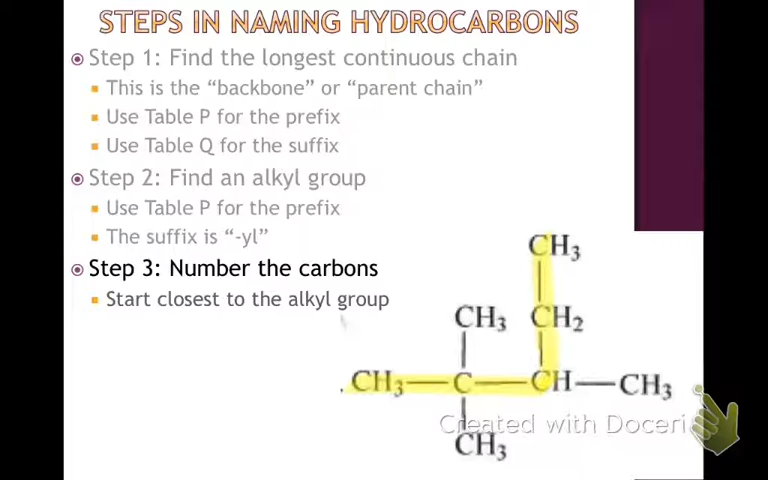 STEPS IN NAMING HYDROCARBONS
Step 1: Find the longest continuous chain
This is the “backbone” or “parent chain”
Use Table P for the prefix
Use Table Q for the suffix
Step 2: Find an alkyl group
Use Table P for the prefix
The suffix is “-yl”
Step 3: Number the carbons
Start closest to the alkyl group
CH₃
CH₃ CH₂
CH₃—C—CH—CH₃
Created with Doceri
CH₃